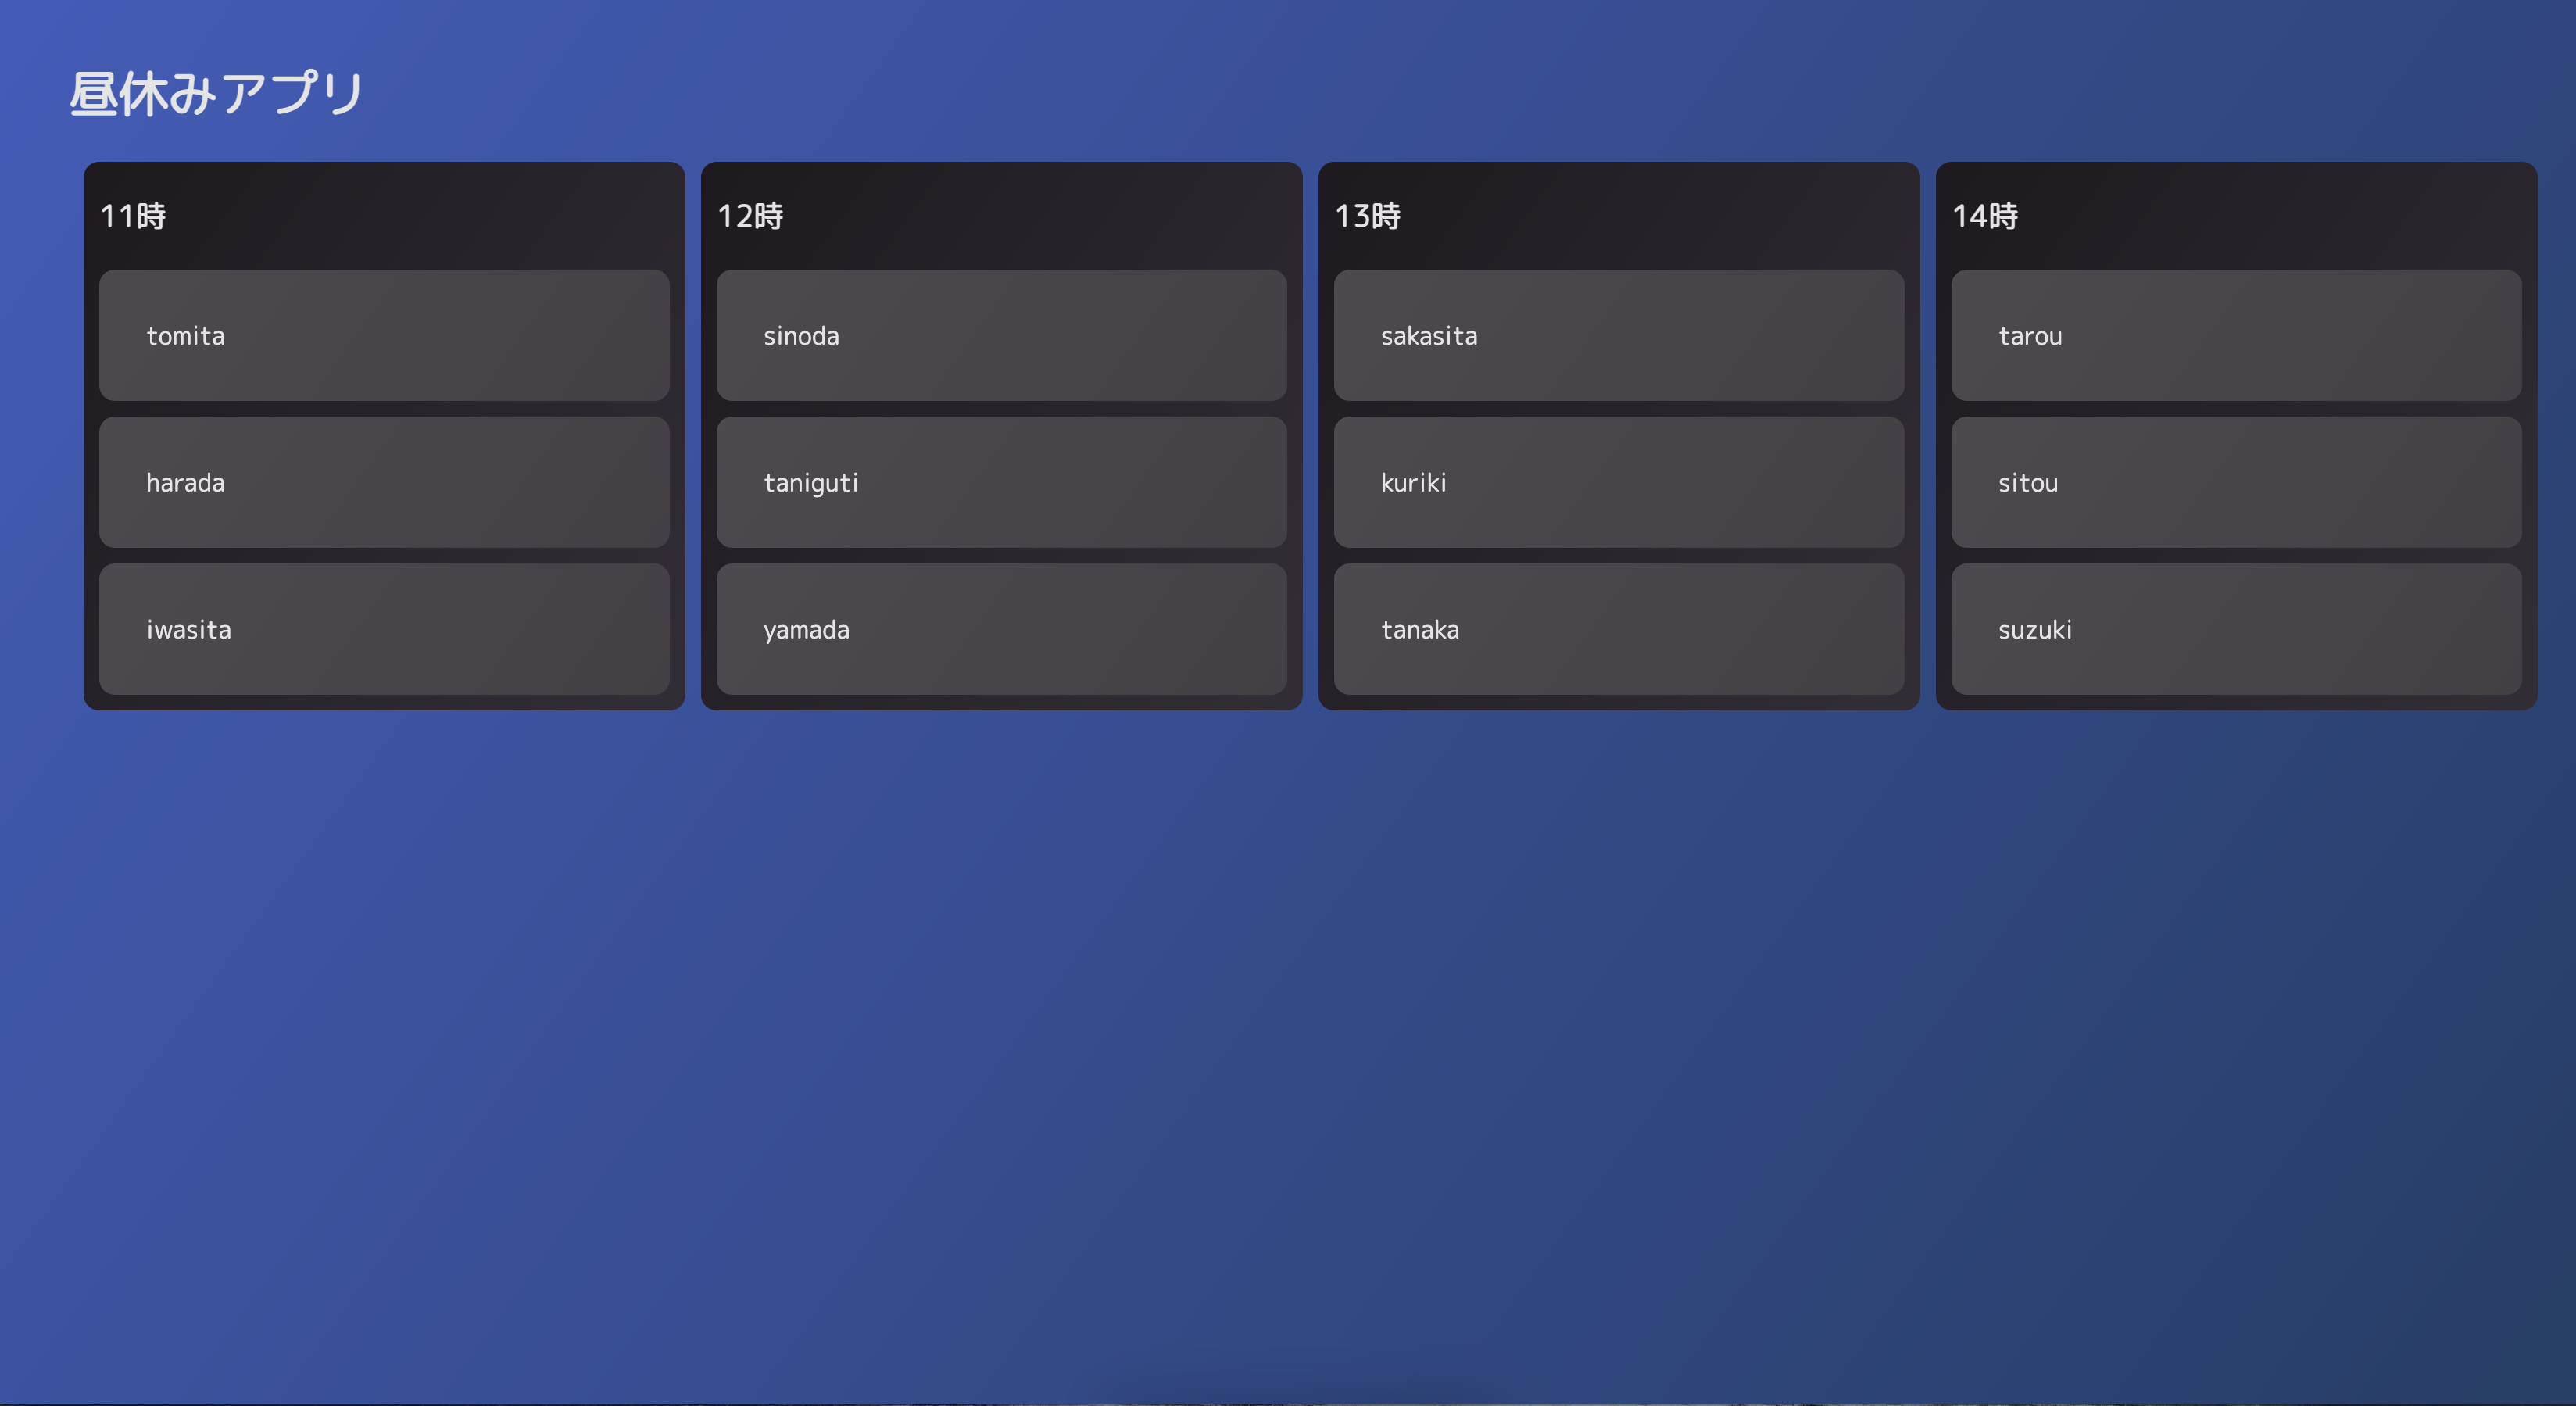 昼休みアプリ
11時
tomita
harada
iwasita
12時
sinoda
taniguti
yamada
13時
sakasita
kuriki
tanaka
14時
tarou
sitou
suzuki